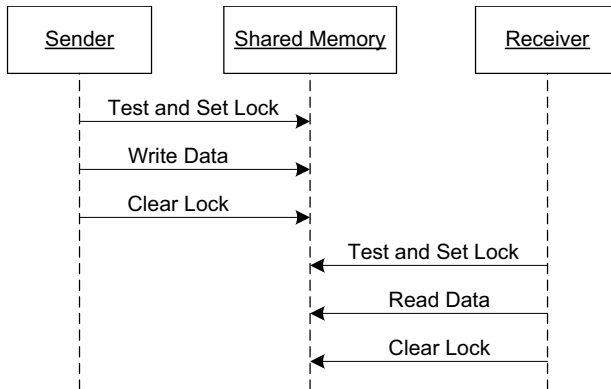 Sender
Shared Memory
Receiver
Test and Set Lock
Write Data
Clear Lock
Test and Set Lock
Read Data
Clear Lock